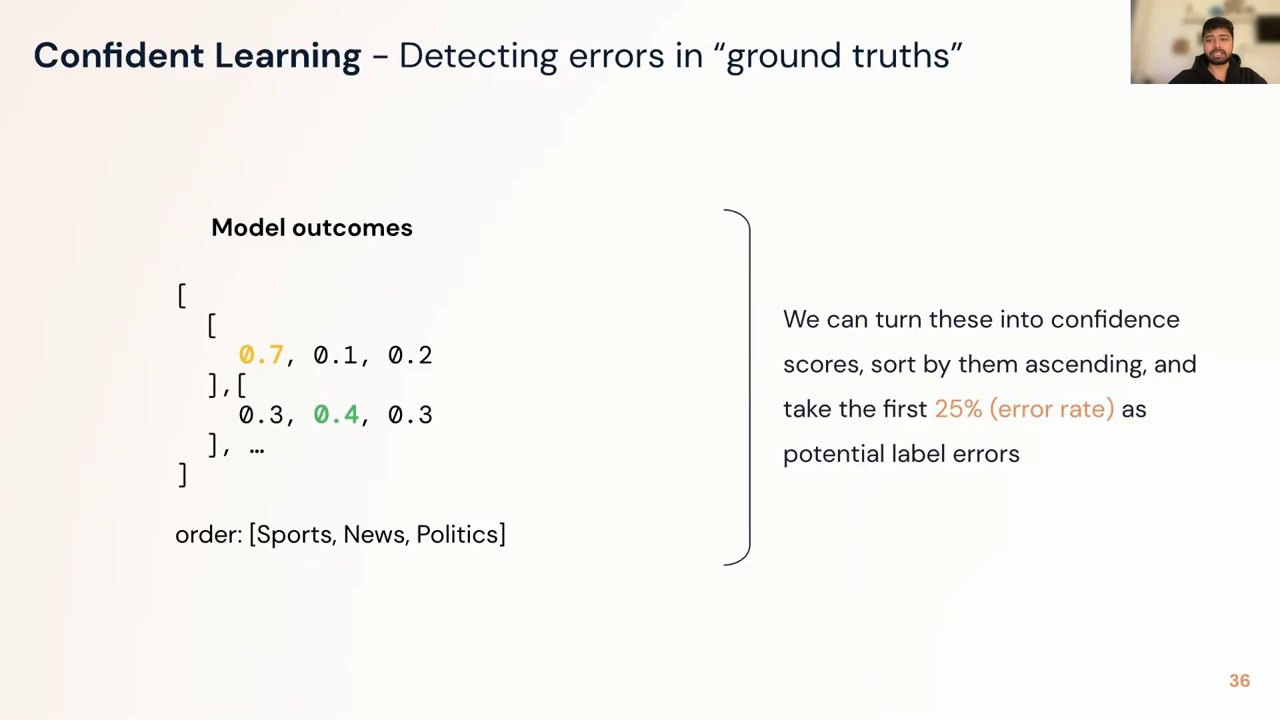 Confident Learning - Detecting errors in “ground truths”
Model outcomes
[
[
0.7, 0.1, 0.2
],[
0.3, 0.4, 0.3
], …
]
order: [Sports, News, Politics]
We can turn these into confidence
scores, sort by them ascending, and
take the first 25% (error rate) as
potential label errors
36